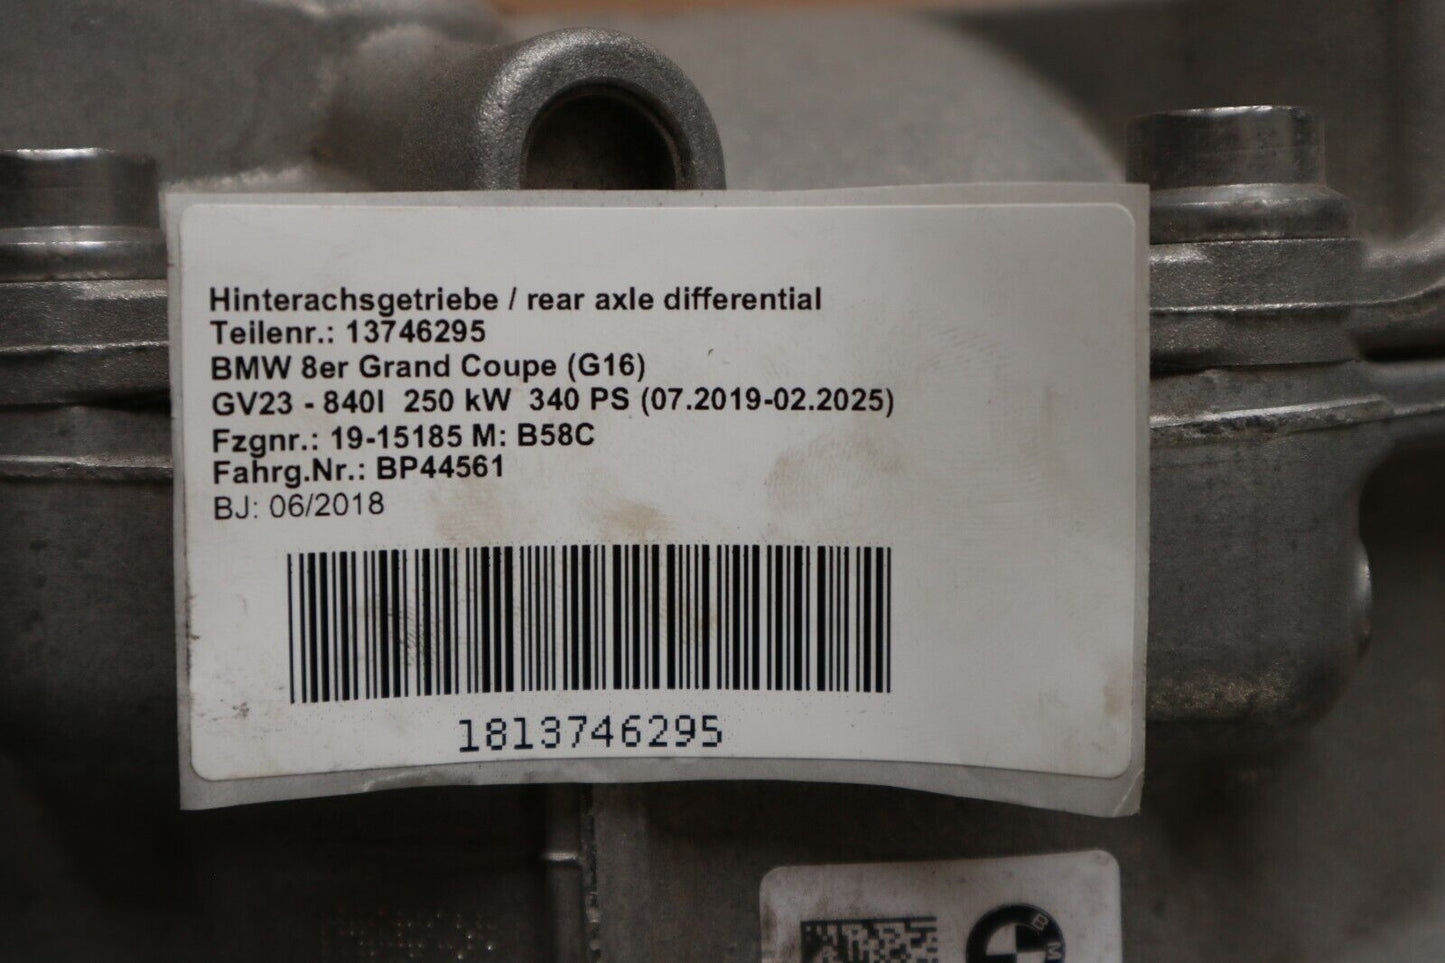 Hinterachsgetriebe / rear axle differential
Teilenr.: 13746295
BMW 8er Grand Coupe (G16)
GV23 - 840I 250 kW 340 PS (07.2019-02.2025)
Fzgnr.: 19-15185 M: B58C
Fahrg.Nr.: BP44561
BJ: 06/2018
1813746295
B M